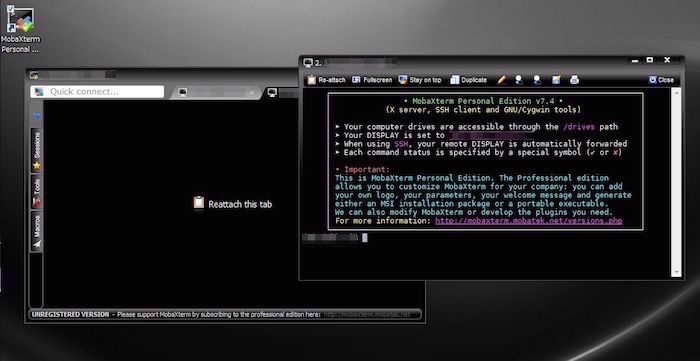 MobaXterm
Personal ...
Quick connect...
Sessions
Tools
Macros
Reattach this tab
UNREGISTERED VERSION - Please support MobaXterm by subscribing to the professional edition here: http://mobaxterm.mobatek.net
2.
Re-attach Fullscreen Stay on top Duplicate Close
• MobaXterm Personal Edition v7.4 •
(X server, SSH client and GNU/Cygwin tools)
➤ Your computer drives are accessible through the /drives path
➤ Your DISPLAY is set to
➤ When using SSH, your remote DISPLAY is automatically forwarded
➤ Each command status is specified by a special symbol (✓ or ✗)
• Important:
This is MobaXterm Personal Edition. The Professional edition
allows you to customize MobaXterm for your company: you can add
your own logo, your parameters, your welcome message and generate
either an MSI installation package or a portable executable.
We can also modify MobaXterm or develop the plugins you need.
For more information: http://mobaxterm.mobatek.net/versions.php